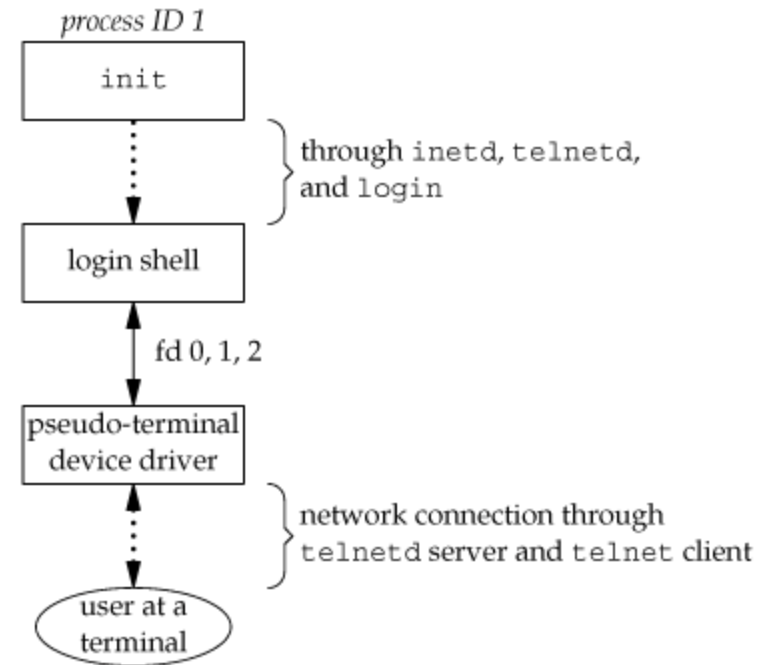 process ID 1
init
through inetd, telnetd,
and login
login shell
fd 0, 1, 2
pseudo-terminal
device driver
network connection through
telnetd server and telnet client
user at a
terminal